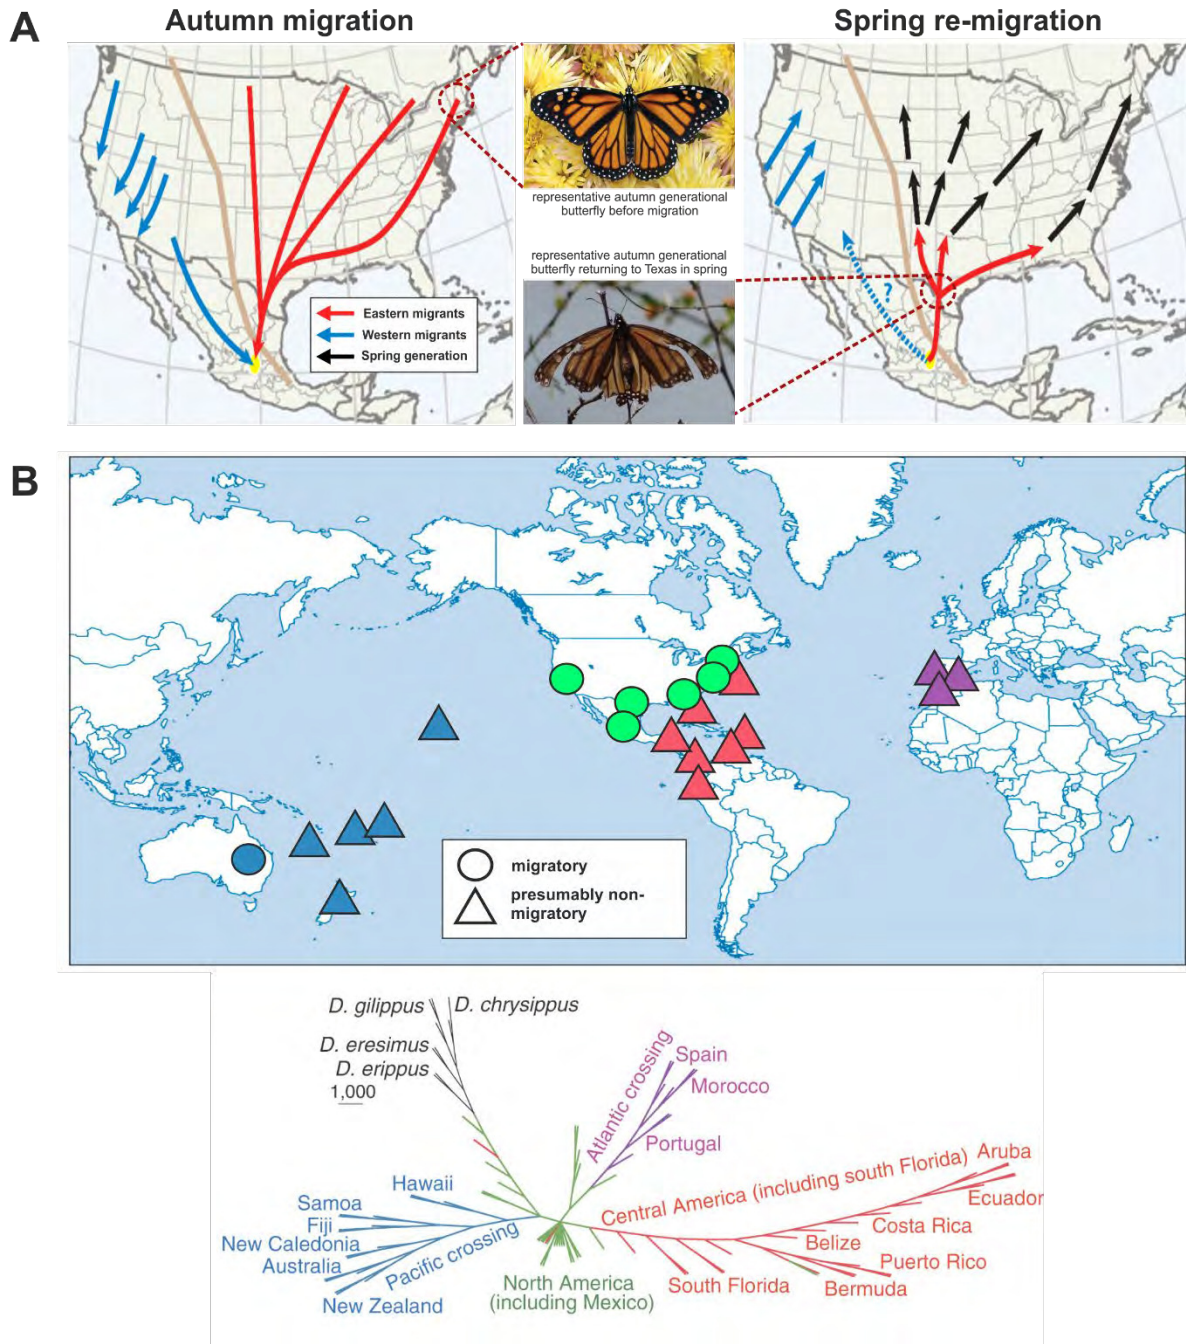 A
Autumn migration
Spring re-migration
representative autumn generational
butterfly before migration
representative autumn generational
butterfly returning to Texas in spring
Eastern migrants
Western migrants
Spring generation
?
B
migratory
presumably non-
migratory
D. gilippus
D. chrysippus
D. eresimus
D. erippus
1,000
Atlantic crossing
Spain
Morocco
Portugal
Hawaii
Samoa
Fiji
New Caledonia
Australia
New Zealand
Pacific crossing
North America
(including Mexico)
Central America (including south Florida)
Aruba
Ecuador
Costa Rica
Belize
Puerto Rico
Bermuda
South Florida